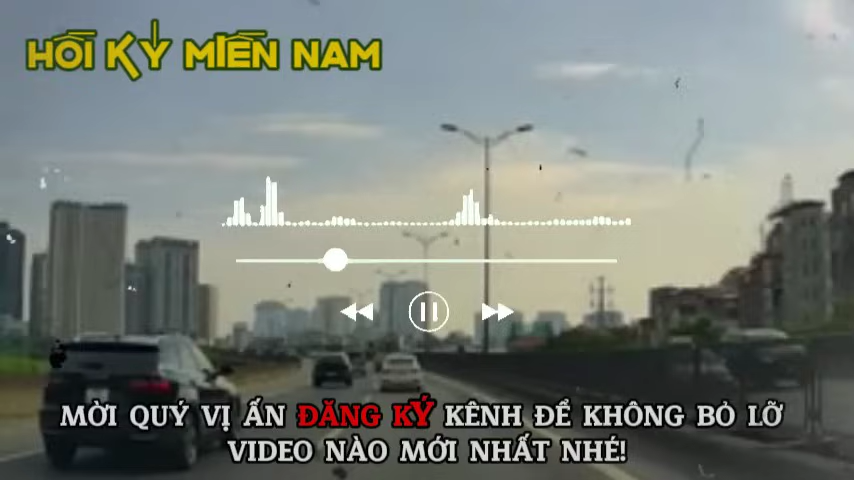 HỒI KÝ MIỀN NAM
MỜI QUÝ VỊ ẤN ĐĂNG KÝ KÊNH ĐỂ KHÔNG BỎ LỠ
VIDEO NÀO MỚI NHẤT NHÉ!